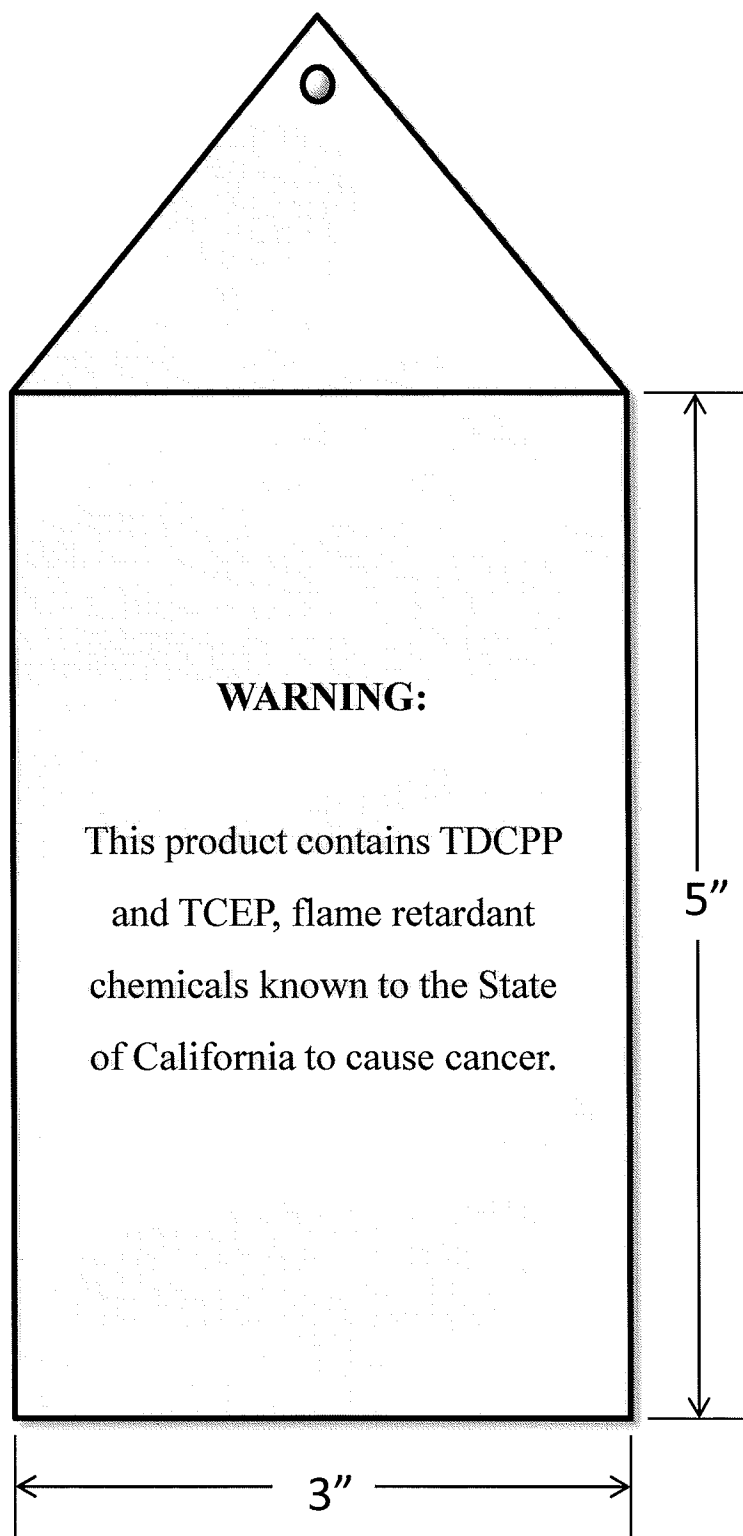 WARNING:
This product contains TDCPP
and TCEP, flame retardant
chemicals known to the State
of California to cause cancer.
5”
3”